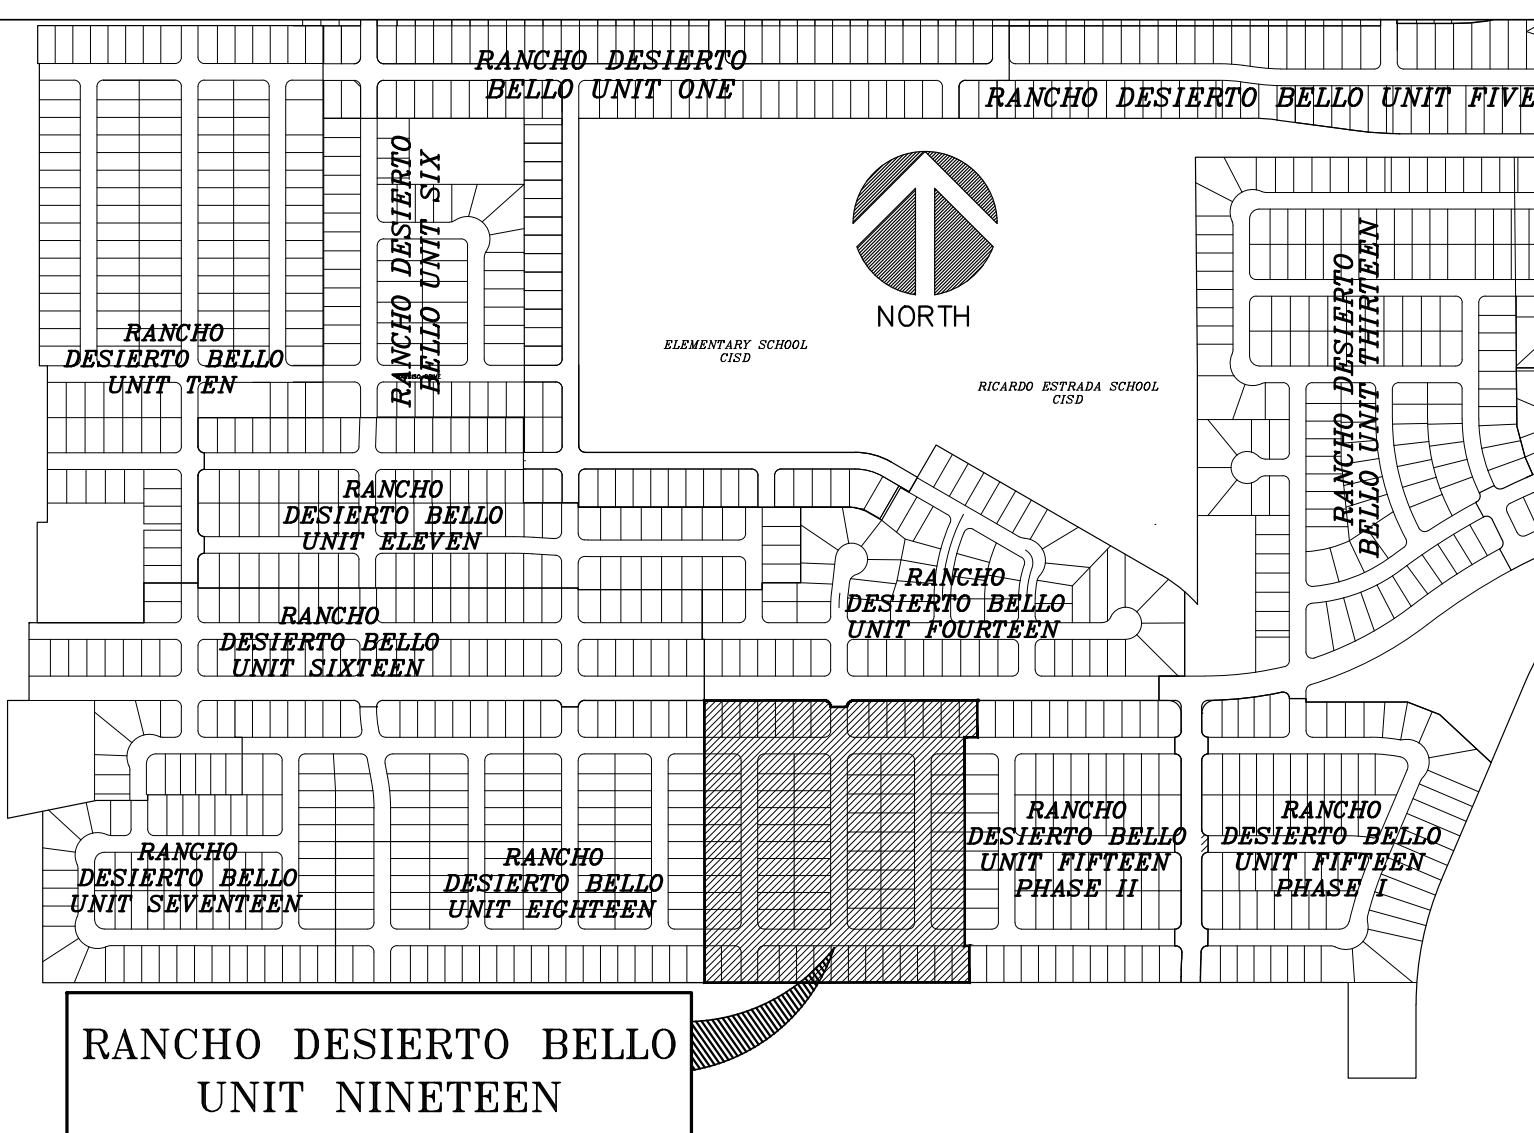 RANCHO DESIERTO
BELLO UNIT ONE
RANCHO DESIERTO BELLO UNIT FIVE
RANCHO DESIERTO
BELLO UNIT SIX
NORTH
RANCHO DESIERTO
BELLO UNIT THIRTEEN
RANCHO
DESIERTO BELLO
UNIT TEN
ELEMENTARY SCHOOL
CISD
RICARDO ESTRADA SCHOOL
CISD
RANCHO
DESIERTO BELLO
UNIT ELEVEN
RANCHO
DESIERTO BELLO
UNIT FOURTEEN
RANCHO
DESIERTO BELLO
UNIT SIXTEEN
RANCHO
DESIERTO BELLO
UNIT SEVENTEEN
RANCHO
DESIERTO BELLO
UNIT EIGHTEEN
RANCHO
DESIERTO BELLO
UNIT FIFTEEN
PHASE II
RANCHO
DESIERTO BELLO
UNIT FIFTEEN
PHASE I
RANCHO DESIERTO BELLO
UNIT NINETEEN